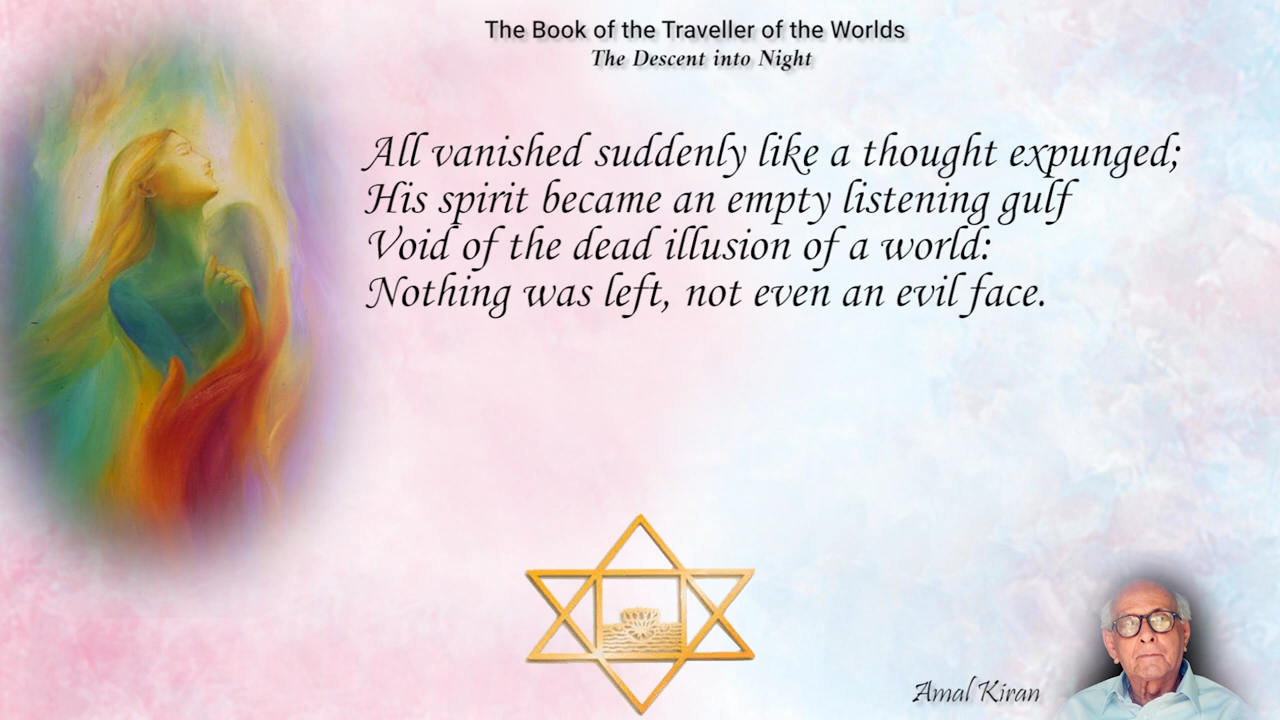 The Book of the Traveller of the Worlds
The Descent into Night
All vanished suddenly like a thought expunged;
His spirit became an empty listening gulf
Void of the dead illusion of a world:
Nothing was left, not even an evil face.
Amal Kiran